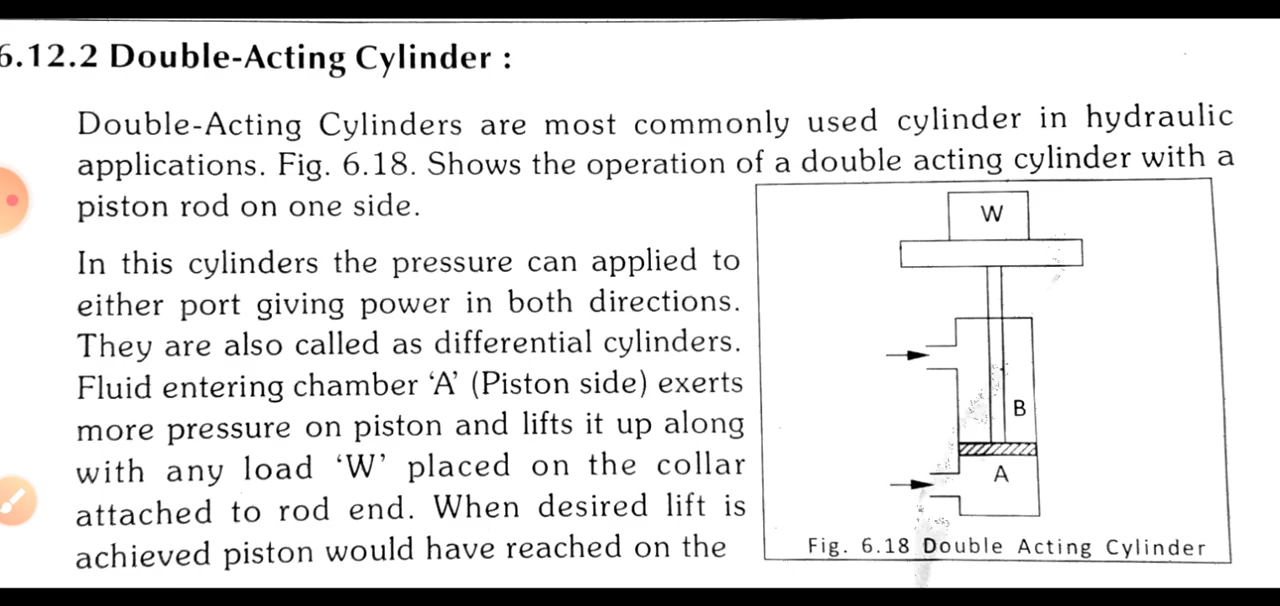 6.12.2 Double-Acting Cylinder :
Double-Acting Cylinders are most commonly used cylinder in hydraulic
applications. Fig. 6.18. Shows the operation of a double acting cylinder with a
piston rod on one side.
In this cylinders the pressure can applied to
either port giving power in both directions.
They are also called as differential cylinders.
Fluid entering chamber ‘A’ (Piston side) exerts
more pressure on piston and lifts it up along
with any load ‘W’ placed on the collar
attached to rod end. When desired lift is
achieved piston would have reached on the
W
B
A
Fig. 6.18 Double Acting Cylinder